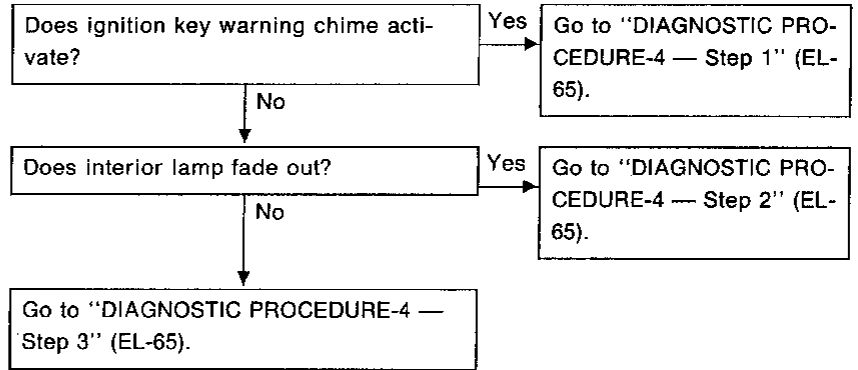 Does ignition key warning chime acti-
vate?
Yes
Go to "DIAGNOSTIC PRO-
CEDURE-4 — Step 1" (EL-
65).
No
Does interior lamp fade out?
Yes
Go to "DIAGNOSTIC PRO-
CEDURE-4 — Step 2" (EL-
65).
No
Go to "DIAGNOSTIC PROCEDURE-4 —
Step 3" (EL-65).